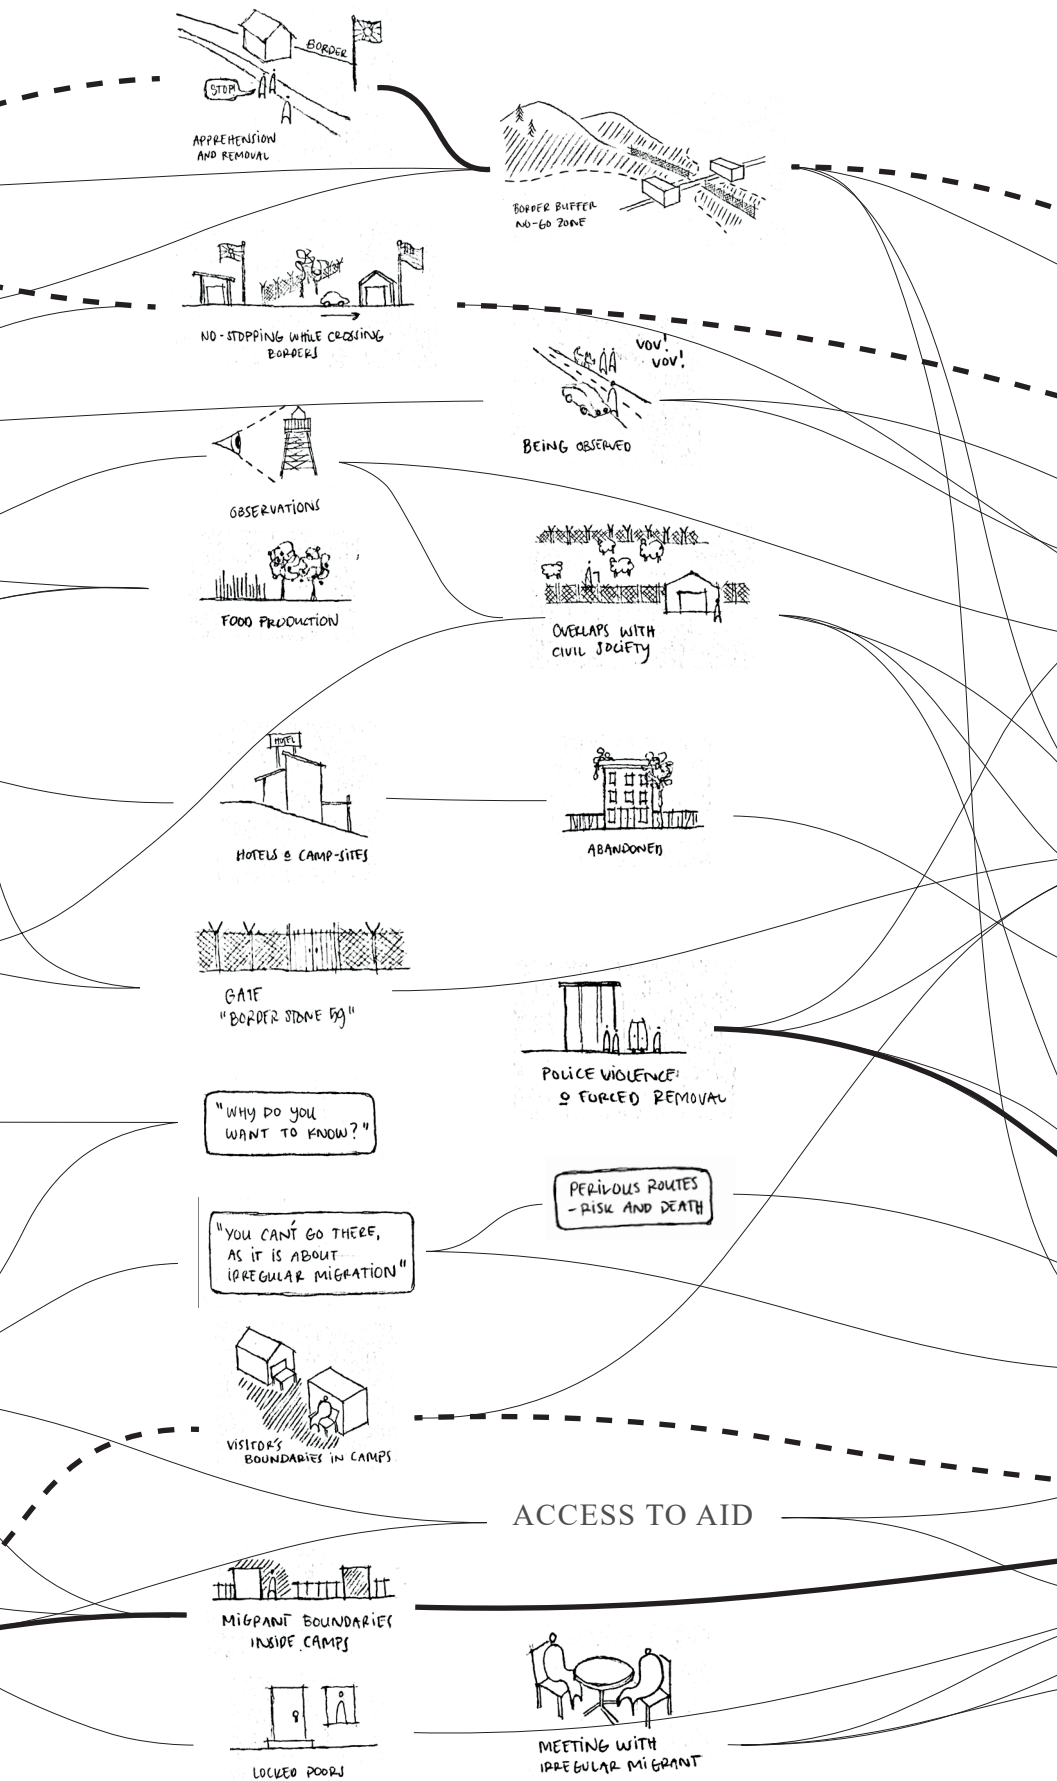 BORDER
STOP!
APPREHENSION
AND REMOVAL
BORDER BUFFER
NO-GO ZONE
NO-STOPPING WHILE CROSSING
BORDERS
VOV!
VOV!
BEING OBSERVED
OBSERVATIONS
FOOD PRODUCTION
OVERLAPS WITH
CIVIL SOCIETY
HOTEL
HOTELS & CAMP-SITES
ABANDONED
GATE
"BORDER STONE 59"
POLICE VIOLENCE
& FORCED REMOVAL
"WHY DO YOU
WANT TO KNOW?"
PERILOUS ROUTES
- RISK AND DEATH
"YOU CAN'T GO THERE,
AS IT IS ABOUT
IRREGULAR MIGRATION"
VISITOR'S
BOUNDARIES IN CAMPS
ACCESS TO AID
MIGRANT BOUNDARIES
INSIDE CAMPS
MEETING WITH
IRREGULAR MIGRANT
LOCKED DOORS